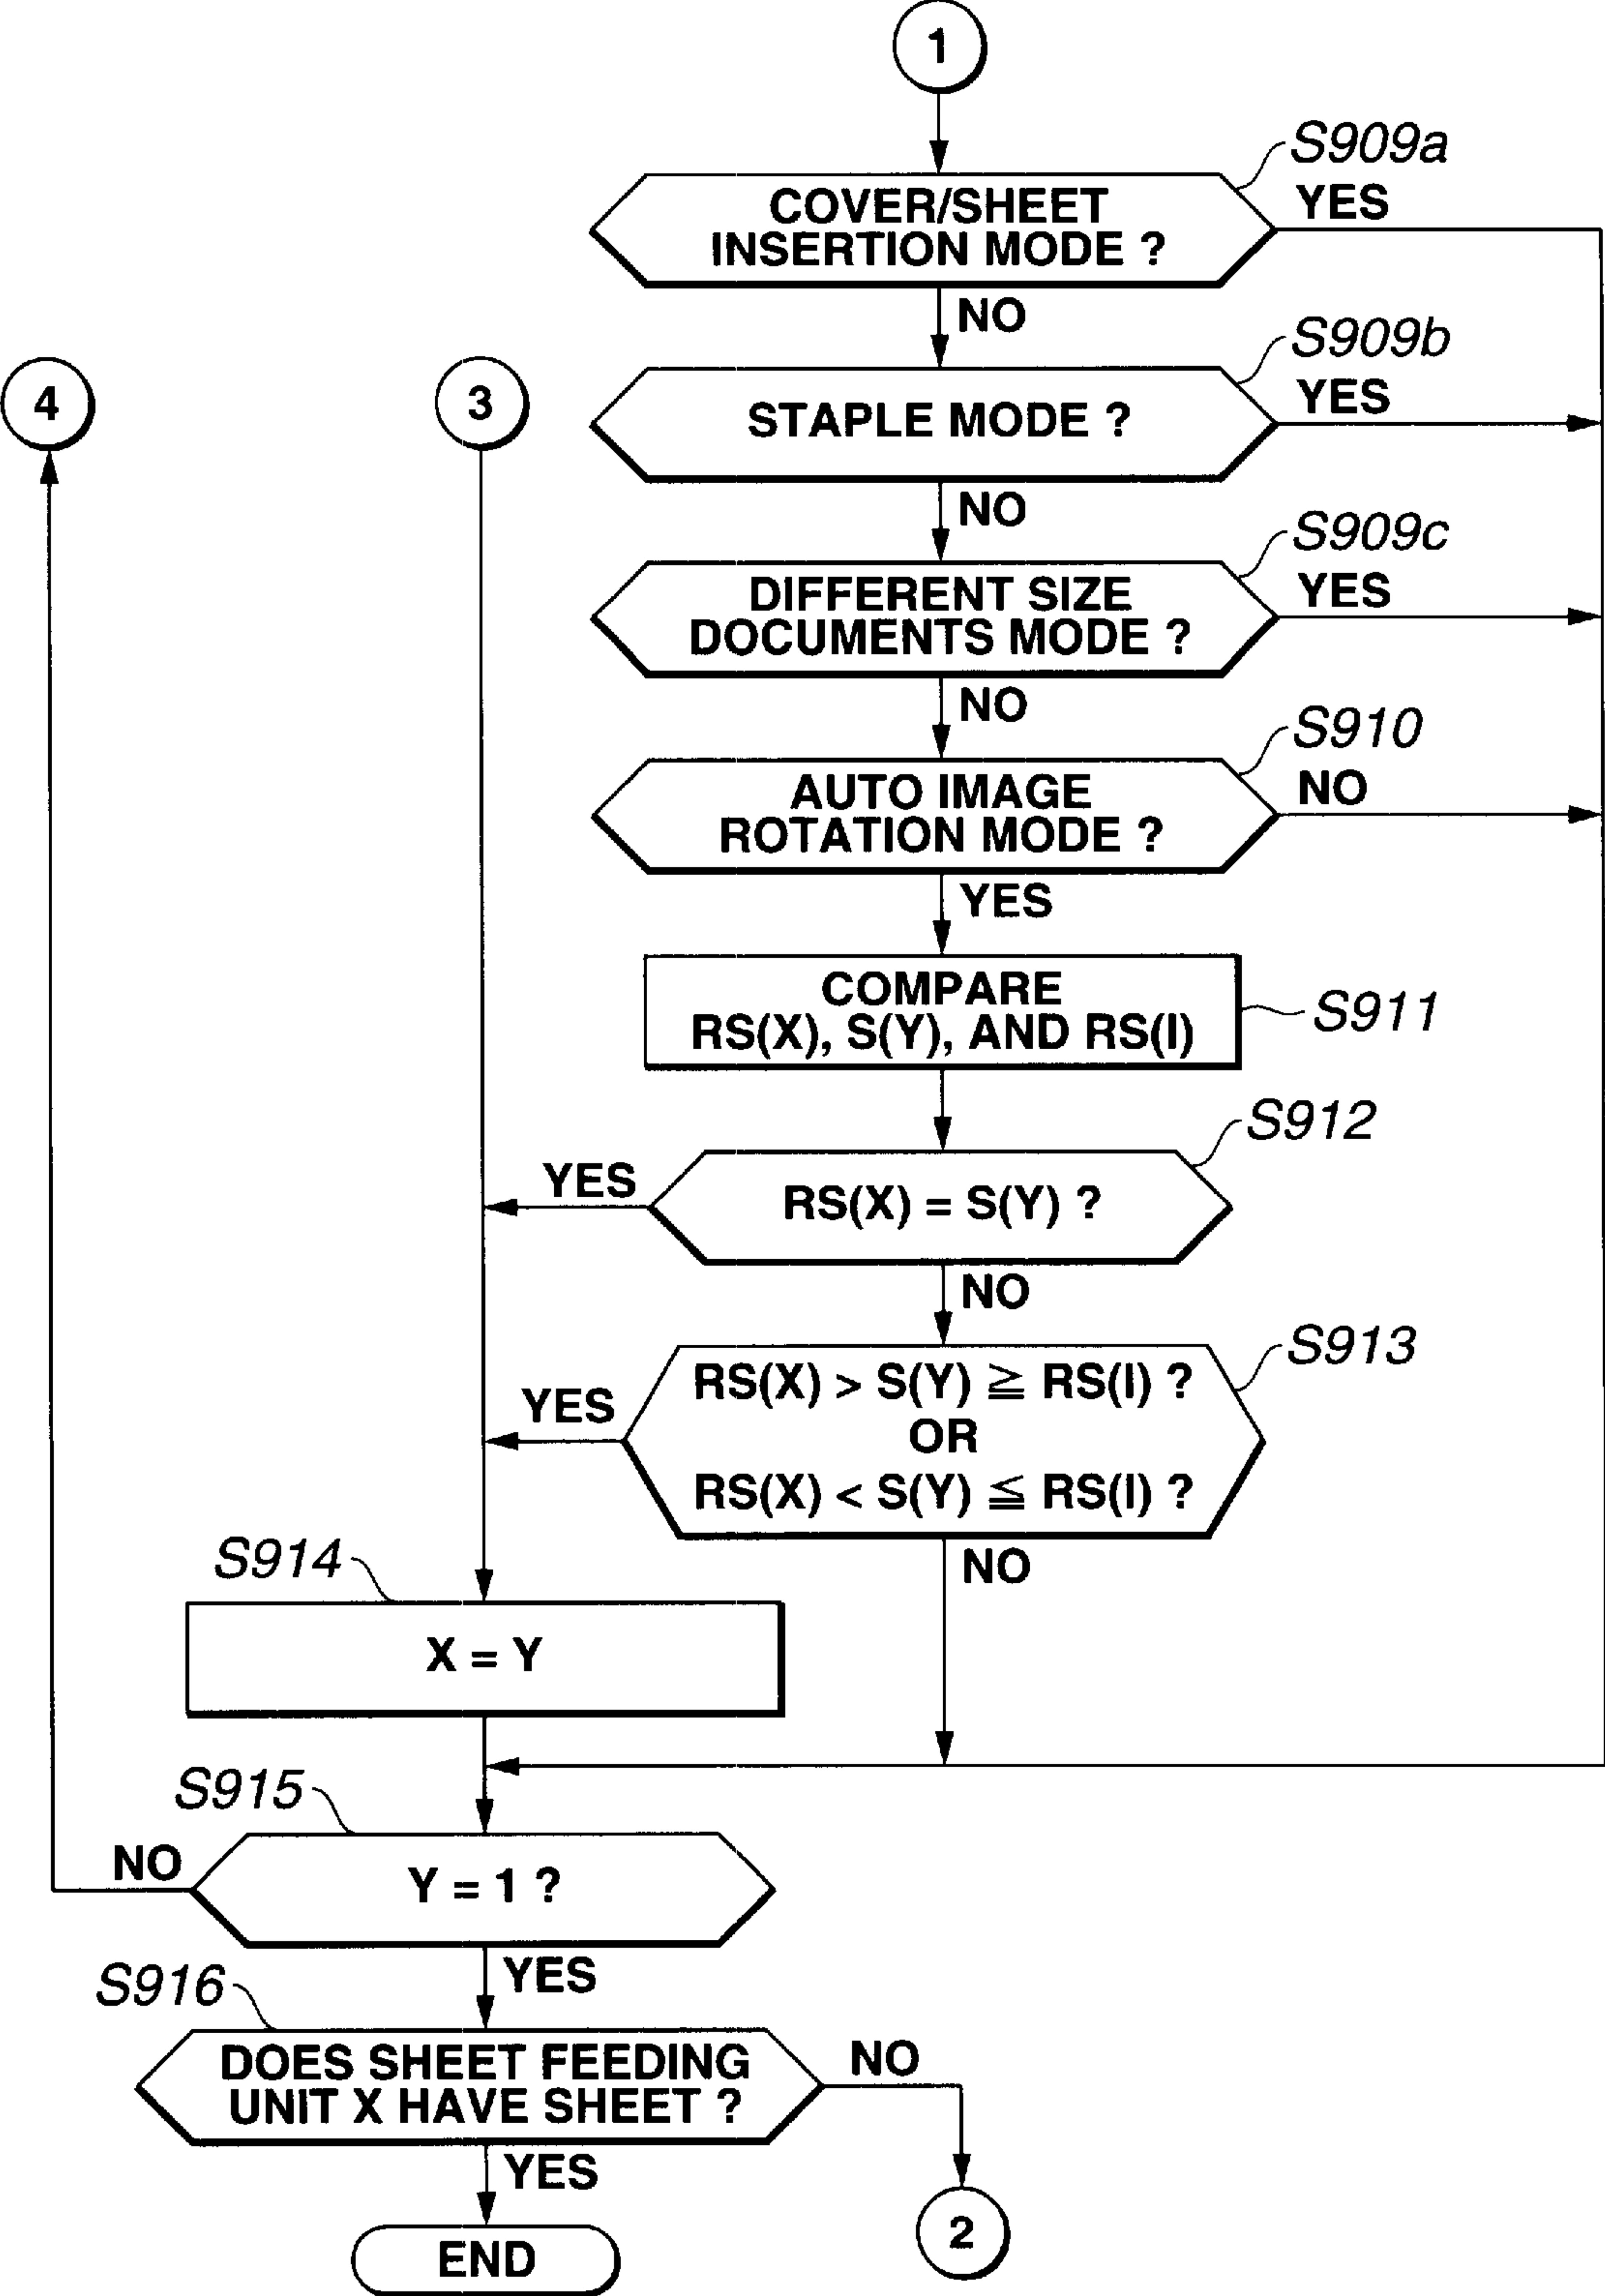 1
S909a
COVER/SHEET
INSERTION MODE ?
YES
NO
S909b
4
3
STAPLE MODE ?
YES
NO
S909c
DIFFERENT SIZE
DOCUMENTS MODE ?
YES
NO
S910
AUTO IMAGE
ROTATION MODE ?
NO
YES
COMPARE
RS(X), S(Y), AND RS(I)
S911
S912
YES
RS(X) = S(Y) ?
NO
S913
YES
RS(X) > S(Y) ≧ RS(I) ?
OR
RS(X) < S(Y) ≦ RS(I) ?
NO
S914
X = Y
S915
NO
Y = 1 ?
YES
S916
DOES SHEET FEEDING
UNIT X HAVE SHEET ?
NO
YES
2
END